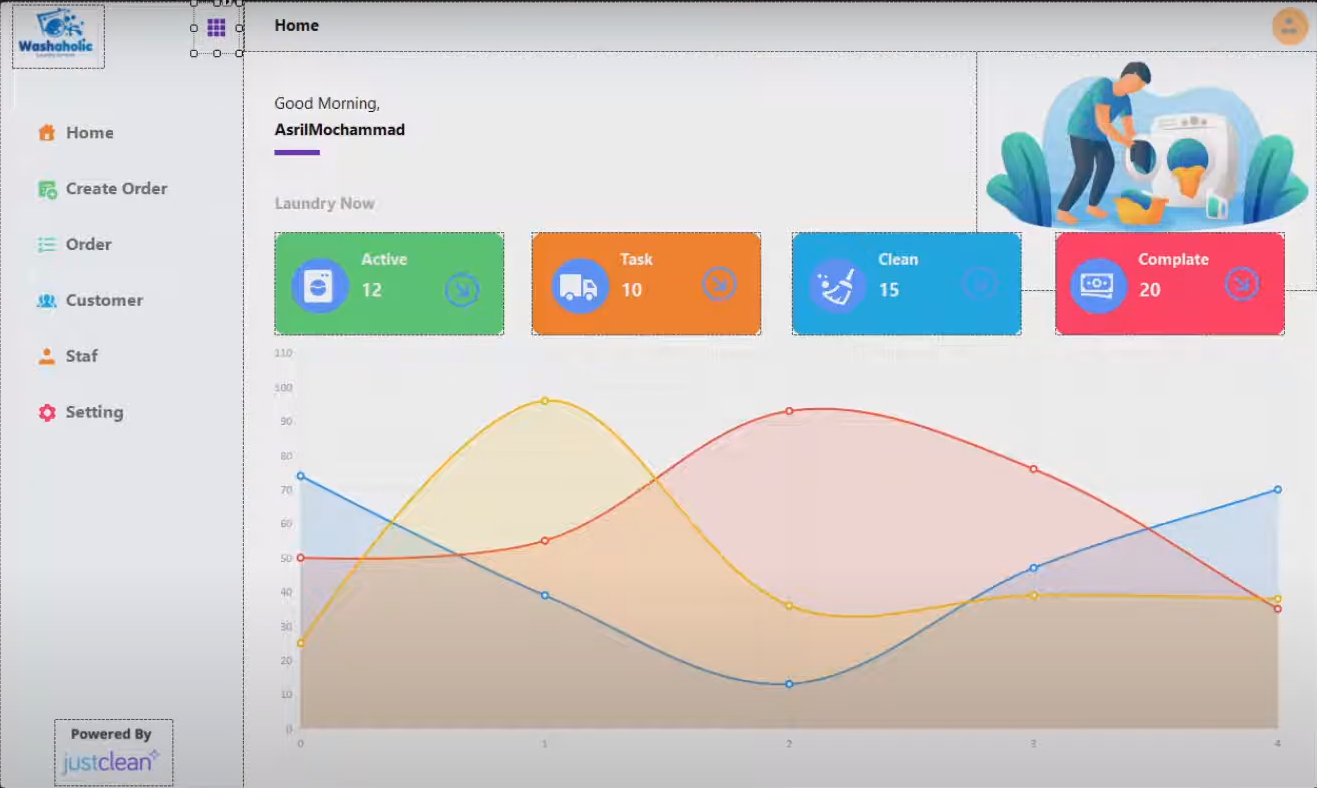 Washaholic
Home
Good Morning,
AsrilMochammad
Home
Create Order
Order
Customer
Staf
Setting
Laundry Now
Active
12
Task
10
Clean
15
Complate
20
110
100
90
80
70
60
50
40
30
20
10
0
0
1
2
3
4
Powered By
justclean